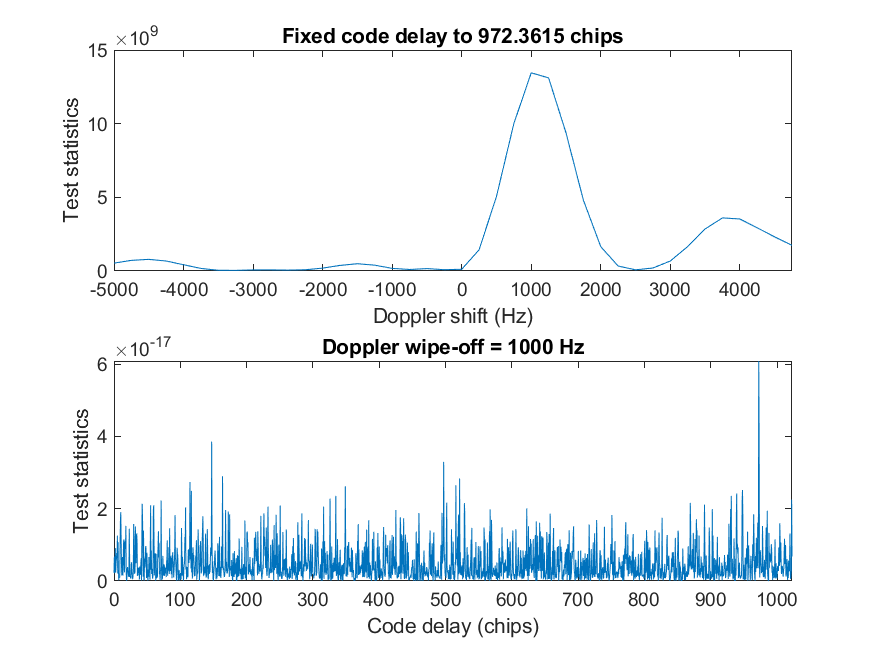 Fixed code delay to 972.3615 chips
×10^9
15
10
5
0
Test statistics
-5000 -4000 -3000 -2000 -1000 0 1000 2000 3000 4000
Doppler shift (Hz)
Doppler wipe-off = 1000 Hz
×10^-17
6
4
2
0
Test statistics
0 100 200 300 400 500 600 700 800 900 1000
Code delay (chips)